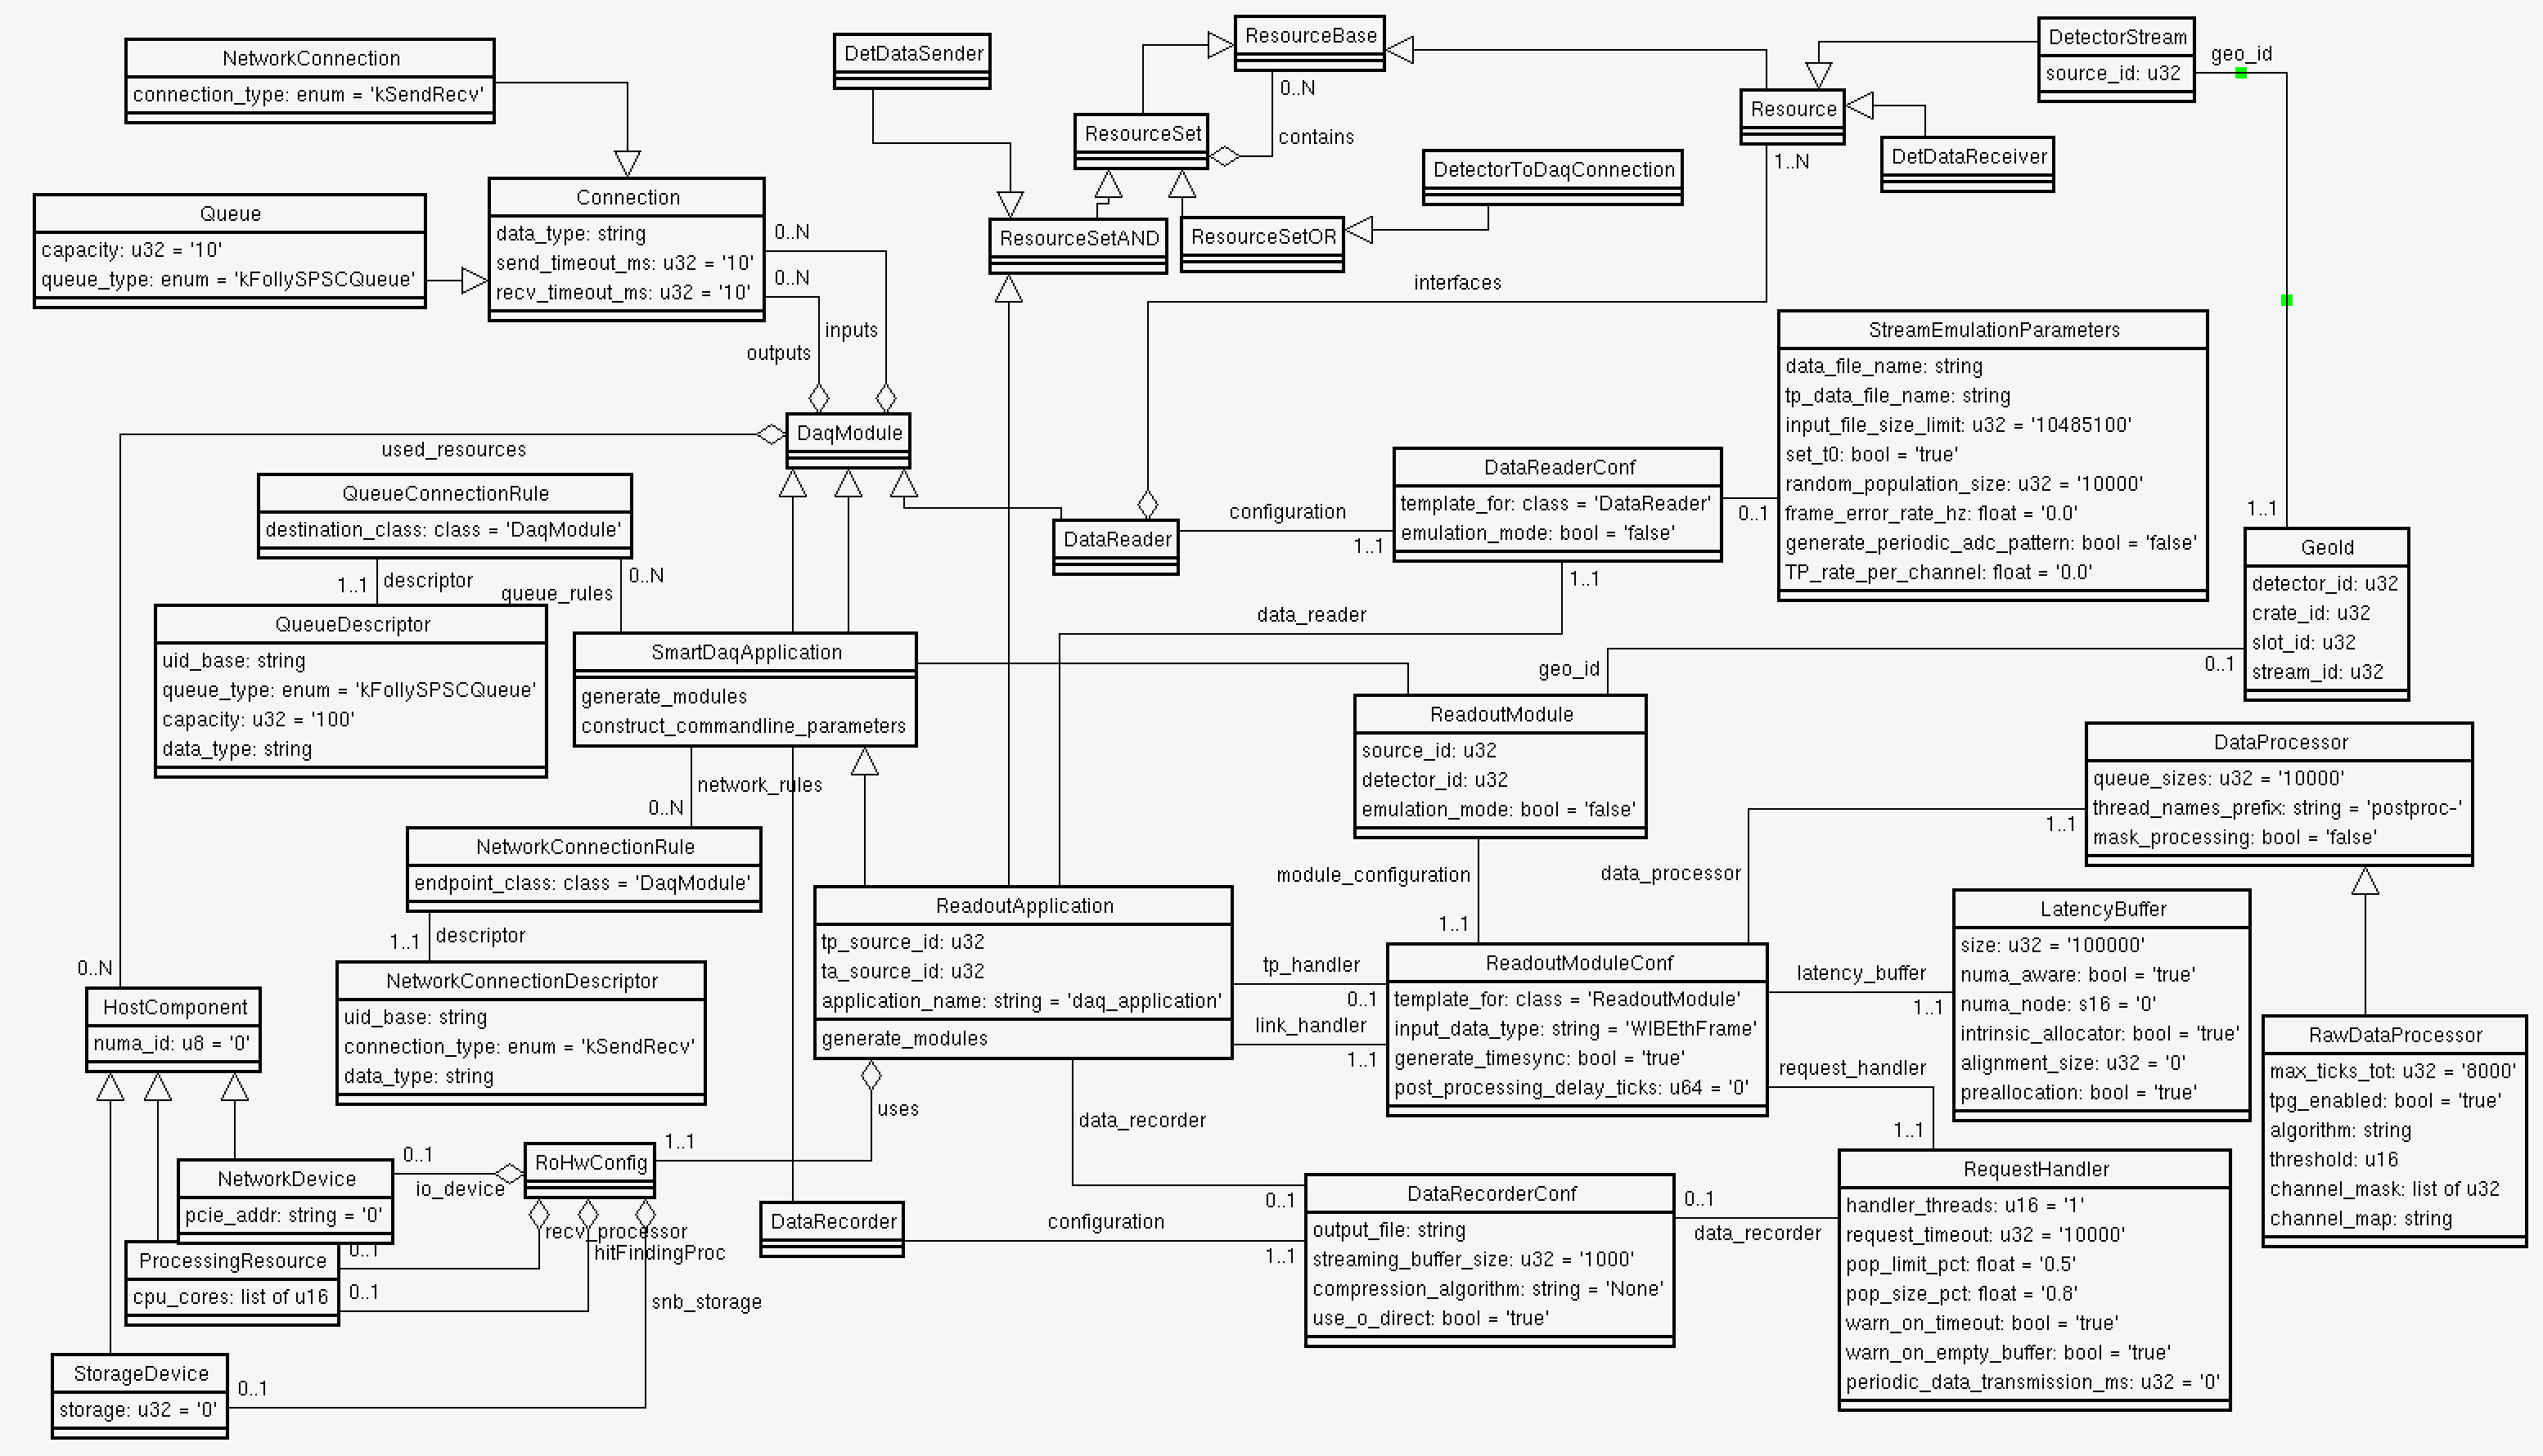 NetworkConnection
connection_type: enum = 'kSendRecv'
DetDataSender
ResourceBase
0..N
contains
ResourceSet
DetectorStream
source_id: u32
geo_id
Resource
1..N
DetDataReceiver
DetectorToDaqConnection
ResourceSetAND
ResourceSetOR
interfaces
Queue
capacity: u32 = '10'
queue_type: enum = 'kFollySPSCQueue'
Connection
data_type: string
send_timeout_ms: u32 = '10'
recv_timeout_ms: u32 = '10'
0..N
0..N
inputs
outputs
DaqModule
used_resources
StreamEmulationParameters
data_file_name: string
tp_data_file_name: string
input_file_size_limit: u32 = '10485100'
set_t0: bool = 'true'
random_population_size: u32 = '10000'
frame_error_rate_hz: float = '0.0'
generate_periodic_adc_pattern: bool = 'false'
TP_rate_per_channel: float = '0.0'
DataReaderConf
template_for: class = 'DataReader'
emulation_mode: bool = 'false'
0..1
configuration
1..1
DataReader
1..1
data_reader
QueueConnectionRule
destination_class: class = 'DaqModule'
1..1
descriptor
0..N
queue_rules
QueueDescriptor
uid_base: string
queue_type: enum = 'kFollySPSCQueue'
capacity: u32 = '100'
data_type: string
1..1
GeoId
detector_id: u32
crate_id: u32
slot_id: u32
stream_id: u32
0..1
geo_id
SmartDaqApplication
generate_modules
construct_commandline_parameters
network_rules
0..N
ReadoutModule
source_id: u32
detector_id: u32
emulation_mode: bool = 'false'
module_configuration
1..1
DataProcessor
queue_sizes: u32 = '10000'
thread_names_prefix: string = 'postproc-'
mask_processing: bool = 'false'
1..1
data_processor
NetworkConnectionRule
endpoint_class: class = 'DaqModule'
1..1
descriptor
NetworkConnectionDescriptor
uid_base: string
connection_type: enum = 'kSendRecv'
data_type: string
ReadoutApplication
tp_source_id: u32
ta_source_id: u32
application_name: string = 'daq_application'
generate_modules
tp_handler
0..1
link_handler
1..1
ReadoutModuleConf
template_for: class = 'ReadoutModule'
input_data_type: string = 'WIBEthFrame'
generate_timesync: bool = 'true'
post_processing_delay_ticks: u64 = '0'
latency_buffer
1..1
LatencyBuffer
size: u32 = '100000'
numa_aware: bool = 'true'
numa_node: s16 = '0'
intrinsic_allocator: bool = 'true'
alignment_size: u32 = '0'
preallocation: bool = 'true'
request_handler
1..1
RawDataProcessor
max_ticks_tot: u32 = '8000'
tpg_enabled: bool = 'true'
algorithm: string
threshold: u16
channel_mask: list of u32
channel_map: string
0..N
HostComponent
numa_id: u8 = '0'
uses
1..1
data_recorder
0..1
RoHwConfig
0..1
io_device
NetworkDevice
pcie_addr: string = '0'
recv_processor
hitFindingProc
0..1
ProcessingResource
cpu_cores: list of u16
0..1
snb_storage
StorageDevice
storage: u32 = '0'
0..1
DataRecorder
configuration
1..1
DataRecorderConf
output_file: string
streaming_buffer_size: u32 = '1000'
compression_algorithm: string = 'None'
use_o_direct: bool = 'true'
0..1
data_recorder
RequestHandler
handler_threads: u16 = '1'
request_timeout: u32 = '10000'
pop_limit_pct: float = '0.5'
pop_size_pct: float = '0.8'
warn_on_timeout: bool = 'true'
warn_on_empty_buffer: bool = 'true'
periodic_data_transmission_ms: u32 = '0'